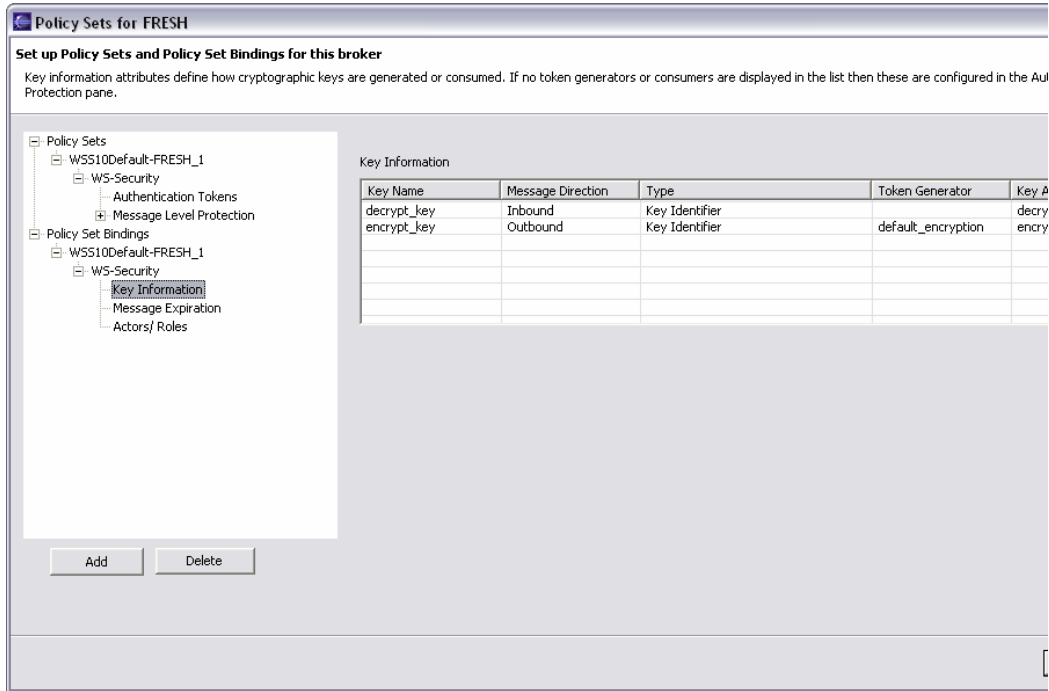 Policy Sets for FRESH
Set up Policy Sets and Policy Set Bindings for this broker
Key information attributes define how cryptographic keys are generated or consumed. If no token generators or consumers are displayed in the list then these are configured in the Au
Protection pane.
Policy Sets
WSS10Default-FRESH_1
WS-Security
Authentication Tokens
Message Level Protection
Policy Set Bindings
WSS10Default-FRESH_1
WS-Security
Key Information
Message Expiration
Actors/ Roles
Key Information
Key Name Message Direction Type Token Generator Key A
decrypt_key Inbound Key Identifier decry
encrypt_key Outbound Key Identifier default_encryption encry
Add Delete